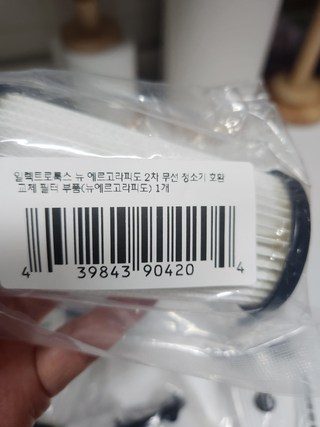 일렉트로룩스 뉴 에르고라피도 2차 무선 청소기 호환
교체 필터 부품(뉴에르고라피도) 1개
4 39843 90420 4